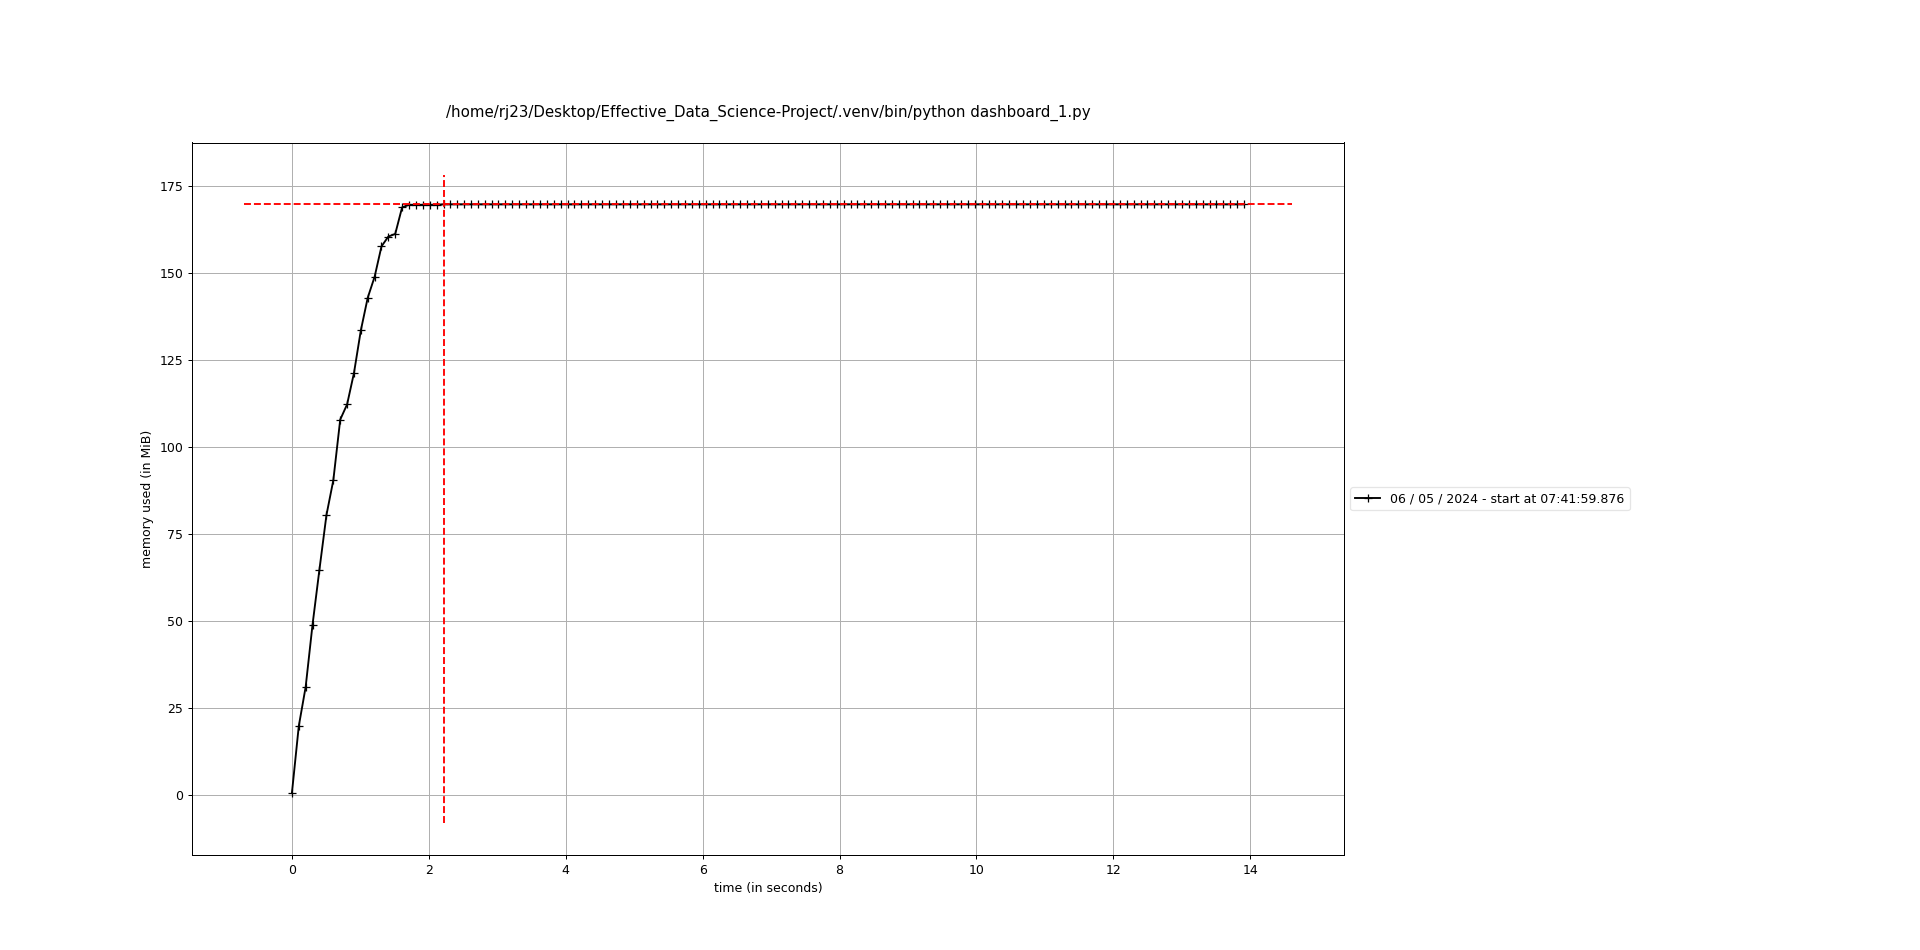 /home/rj23/Desktop/Effective_Data_Science-Project/.venv/bin/python dashboard_1.py
175
150
125
100
75
50
25
0
memory used (in MiB)
0 2 4 6 8 10 12 14
time (in seconds)
06 / 05 / 2024 - start at 07:41:59.876